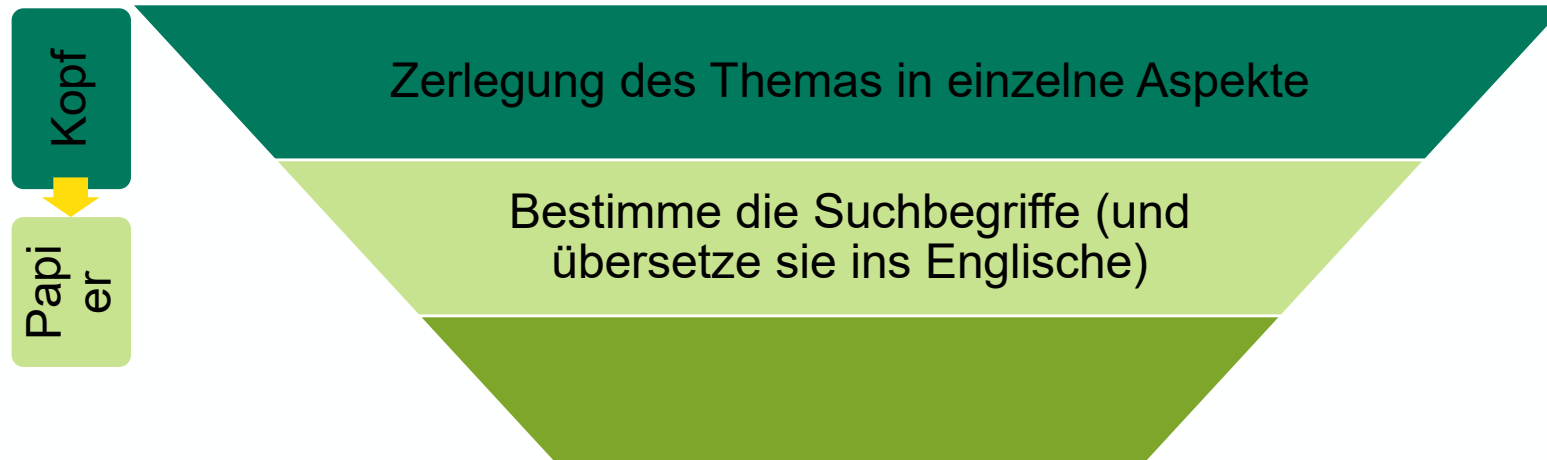 Kopf
Zerlegung des Themas in einzelne Aspekte
Papi
er
Bestimme die Suchbegriffe (und
übersetze sie ins Englische)